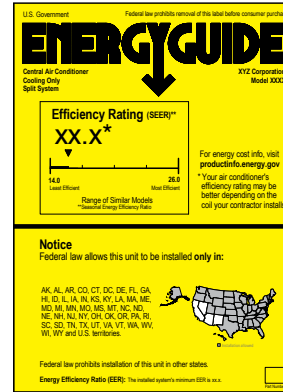 U.S. Government
Federal law prohibits removal of this label before consumer purcha
ENERGYGUIDE
Central Air Conditioner
Cooling Only
Split System
XYZ Corporation
Model XXXX
Efficiency Rating (SEER)**
XX.X*
14.0
Least Efficient
26.0
Most Efficient
Range of Similar Models
**Seasonal Energy Efficiency Ratio
For energy cost info, visit
productinfo.energy.gov
* Your air conditioner's
efficiency rating may be
better depending on the
coil your contractor installs
Notice
Federal law allows this unit to be installed only in:
AK, AL, AR, CO, CT, DC, DE, FL, GA,
HI, ID, IL, IA, IN, KS, KY, LA, MA, ME,
MD, MI, MN, MO, MS, MT, NC, ND,
NE, NH, NJ, NY, OH, OK, OR, PA, RI,
SC, SD, TN, TX, UT, VA, VT, WA, WV,
WI, WY and U.S. territories.
Federal law prohibits installation of this unit in other states.
Energy Efficiency Ratio (EER): The installed system's minimum EER is xx.x.